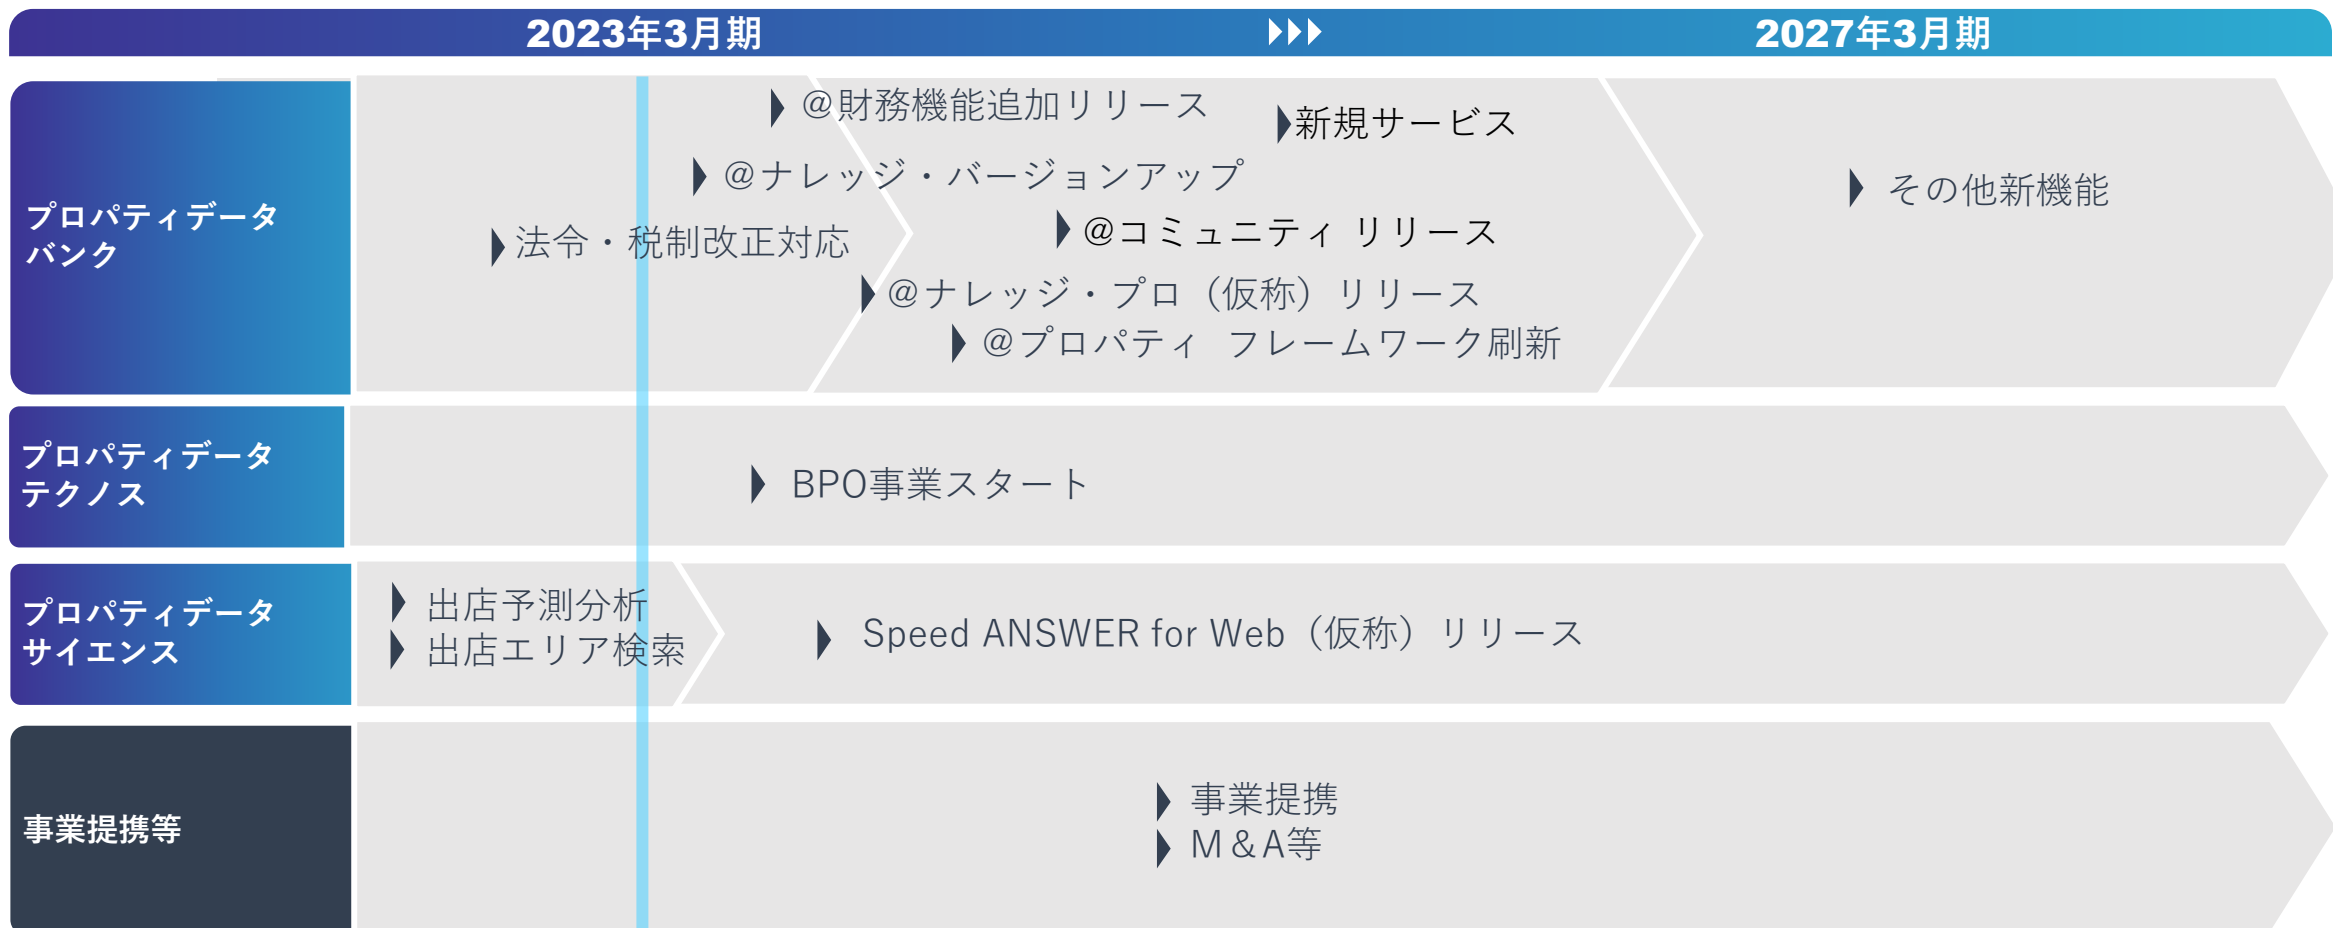 2023年3月期
2027年3月期
プロパティデータ
バンク
＠財務機能追加リリース
新規サービス
＠ナレッジ・バージョンアップ
その他新機能
法令・税制改正対応
@コミュニティ リリース
＠ナレッジ・プロ（仮称）リリース
＠プロパティ フレームワーク刷新
プロパティデータ
テクノス
BPO事業スタート
プロパティデータ
サイエンス
出店予測分析
出店エリア検索
Speed ANSWER for Web（仮称）リリース
事業提携等
事業提携
M＆A等